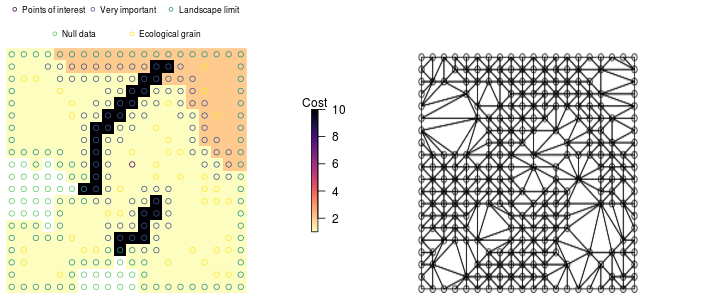 Points of interest Very important Landscape limit
Null data Ecological grain
Cost
10
8
6
4
2